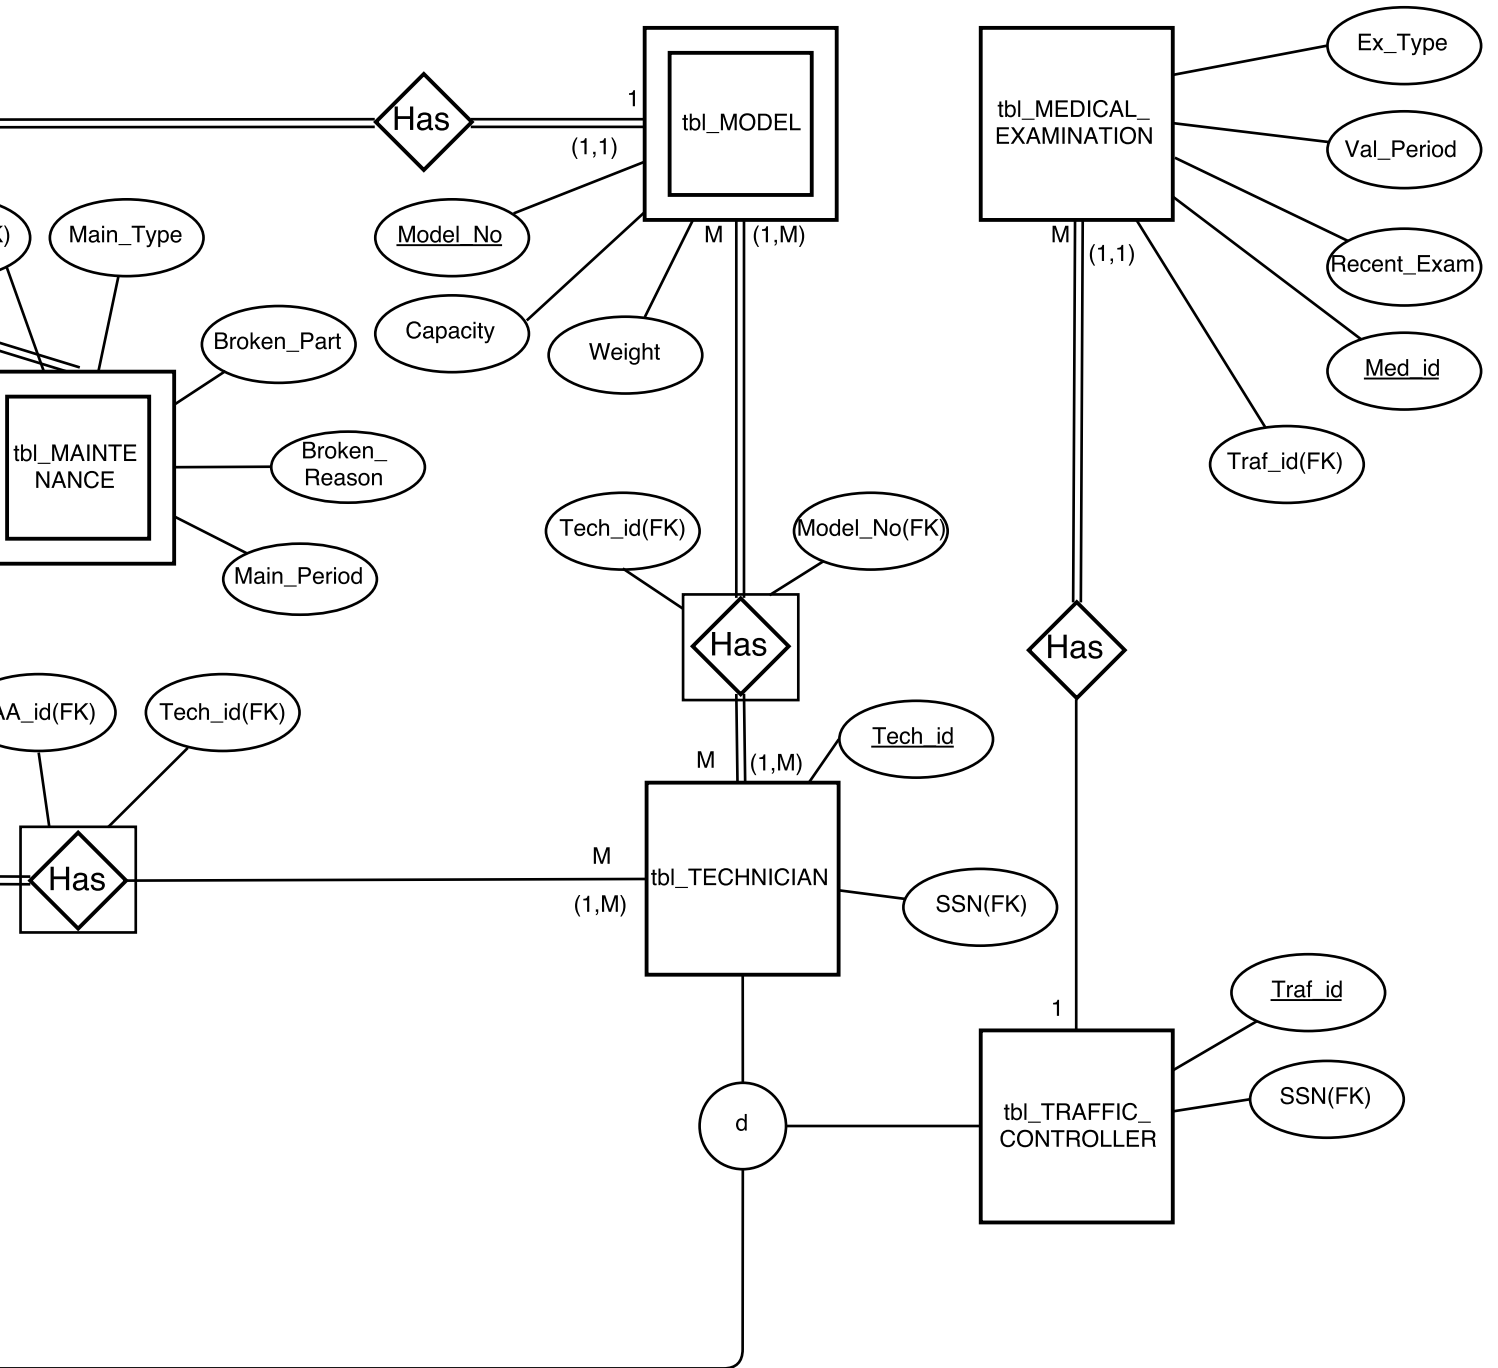 Has
1
(1,1)
tbl_MODEL
tbl_MEDICAL_
EXAMINATION
Ex_Type
Val_Period
Recent_Exam
Med_id
Traf_id(FK)
M
(1,1)
Model_No
Capacity
Weight
M
(1,M)
K)
Main_Type
Broken_Part
tbl_MAINTE
NANCE
Broken_
Reason
Main_Period
Tech_id(FK)
Model_No(FK)
Has
Has
AA_id(FK)
Tech_id(FK)
Has
M
(1,M)
Tech_id
M
(1,M)
tbl_TECHNICIAN
SSN(FK)
1
Traf_id
SSN(FK)
tbl_TRAFFIC_
CONTROLLER
d